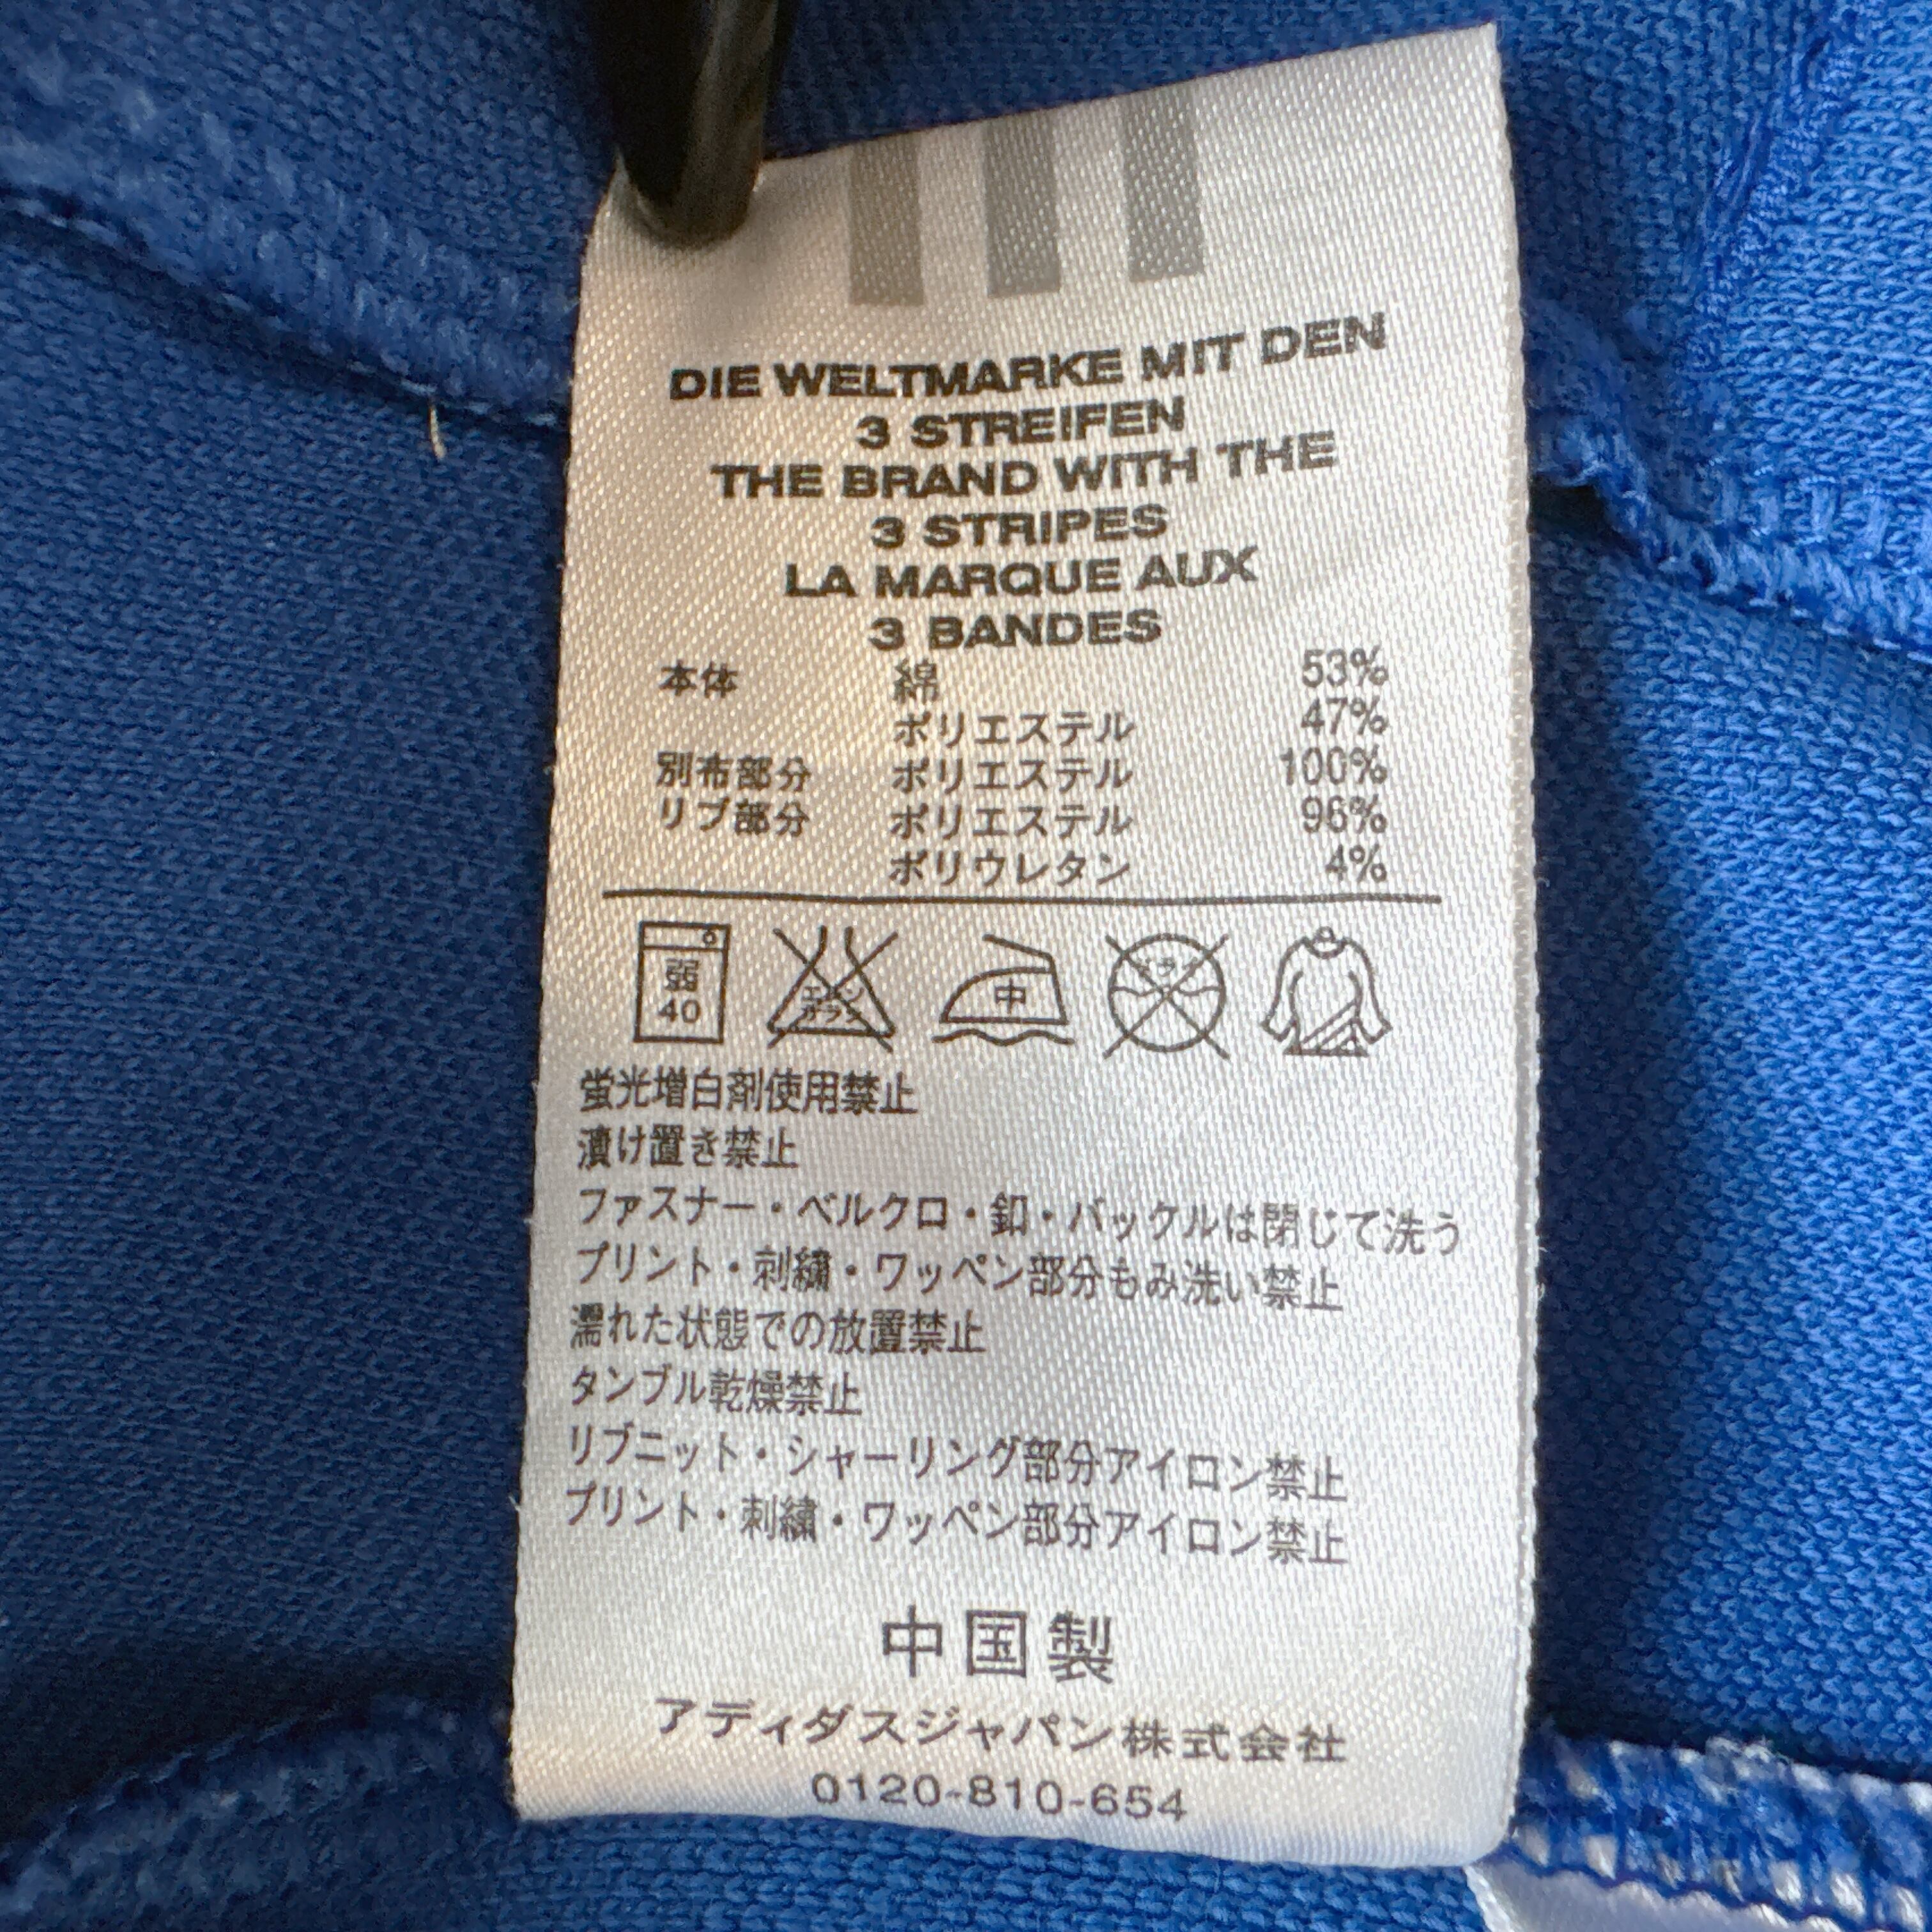 DIE WELTMARKE MIT DEN
3 STREIFEN
THE BRAND WITH THE
3 STRIPES
LA MARQUE AUX
3 BANDES
本体 綿 53%
ポリエステル 47%
別布部分 ポリエステル 100%
リブ部分 ポリエステル 96%
ポリウレタン 4%
弱 エンソ 中 ドライ
40 サラシ
蛍光増白剤使用禁止
漬け置き禁止
ファスナー・ベルクロ・釦・バックルは閉じて洗う
プリント・刺繍・ワッペン部分もみ洗い禁止
濡れた状態での放置禁止
タンブル乾燥禁止
リブニット・シャーリング部分アイロン禁止
プリント・刺繍・ワッペン部分アイロン禁止
中国製
アディダスジャパン株式会社
0120-810-654